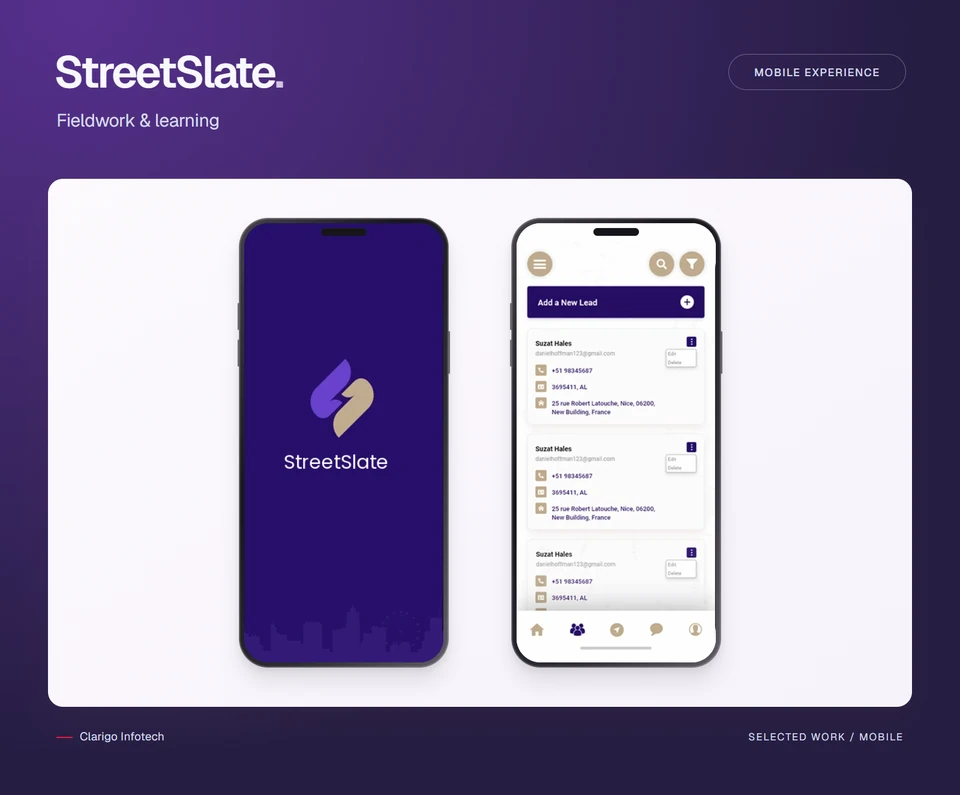 StreetSlate.
MOBILE EXPERIENCE
Fieldwork & learning
StreetSlate
Add a New Lead
Suzat Hales
danielhoffman123@gmail.com
Edit
Delete
+51 98345687
3695411, AL
25 rue Robert Latouche, Nice, 06200,
New Building, France
Suzat Hales
danielhoffman123@gmail.com
Edit
Delete
+51 98345687
3695411, AL
25 rue Robert Latouche, Nice, 06200,
New Building, France
Suzat Hales
danielhoffman123@gmail.com
Edit
Delete
+51 98345687
3695411, AL
Clarigo Infotech
SELECTED WORK / MOBILE